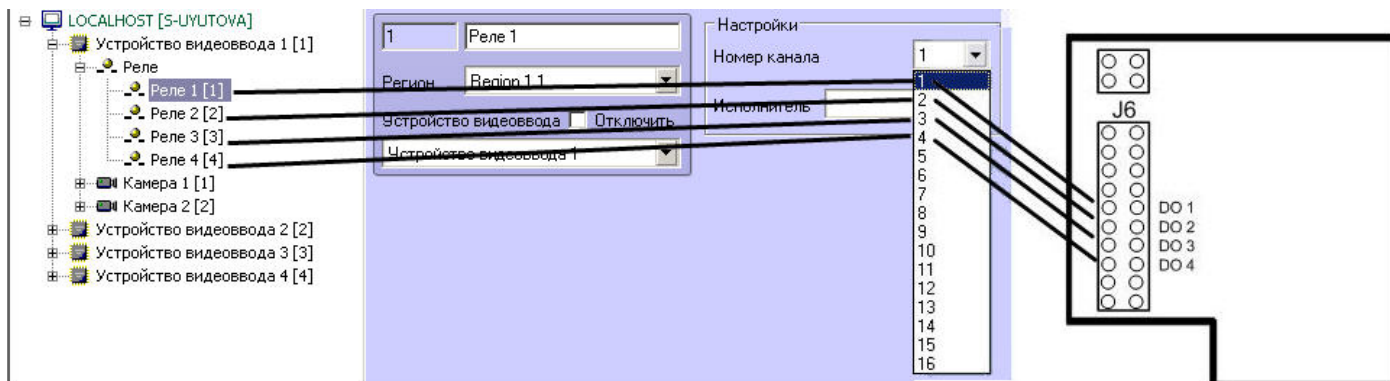 LOCALHOST [S-UYUTOVA]
Устройство видеоввода 1 [1]
Реле
Реле 1 [1]
Реле 2 [2]
Реле 3 [3]
Реле 4 [4]
Камера 1 [1]
Камера 2 [2]
Устройство видеоввода 2 [2]
Устройство видеоввода 3 [3]
Устройство видеоввода 4 [4]
1 Реле 1
Регион Region 1.1
Устройство видеоввода Отключить
Устройство видеоввода 1
Настройки
Номер канала 1
Исполнитель
1
2
3
4
5
6
7
8
9
10
11
12
13
14
15
16
J6
DO 1
DO 2
DO 3
DO 4